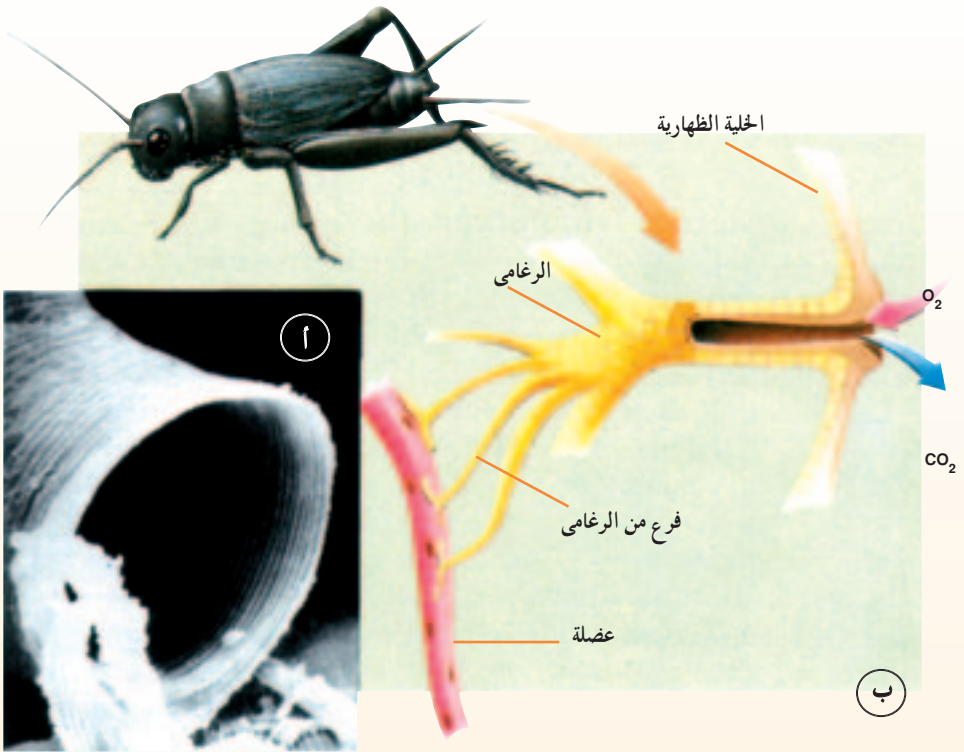 الخلية الظهارية
الرغامى
O2
أ
CO2
فرع من الرغامى
عضلة
ب